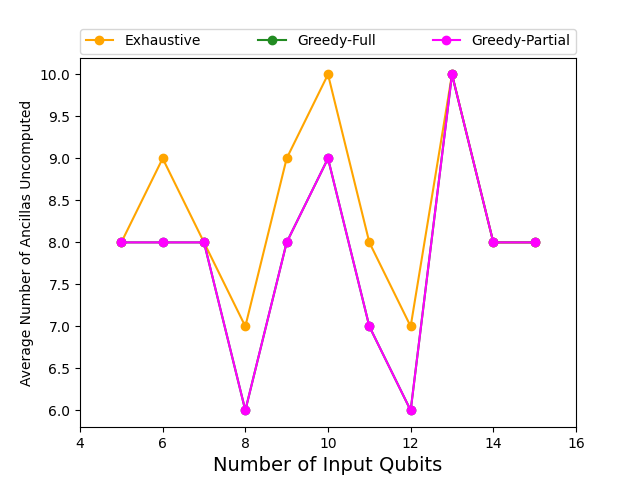 Exhaustive Greedy-Full Greedy-Partial
10.0
9.5
9.0
8.5
8.0
7.5
7.0
6.5
6.0
Average Number of Ancillas Uncomputed
4 6 8 10 12 14 16
Number of Input Qubits